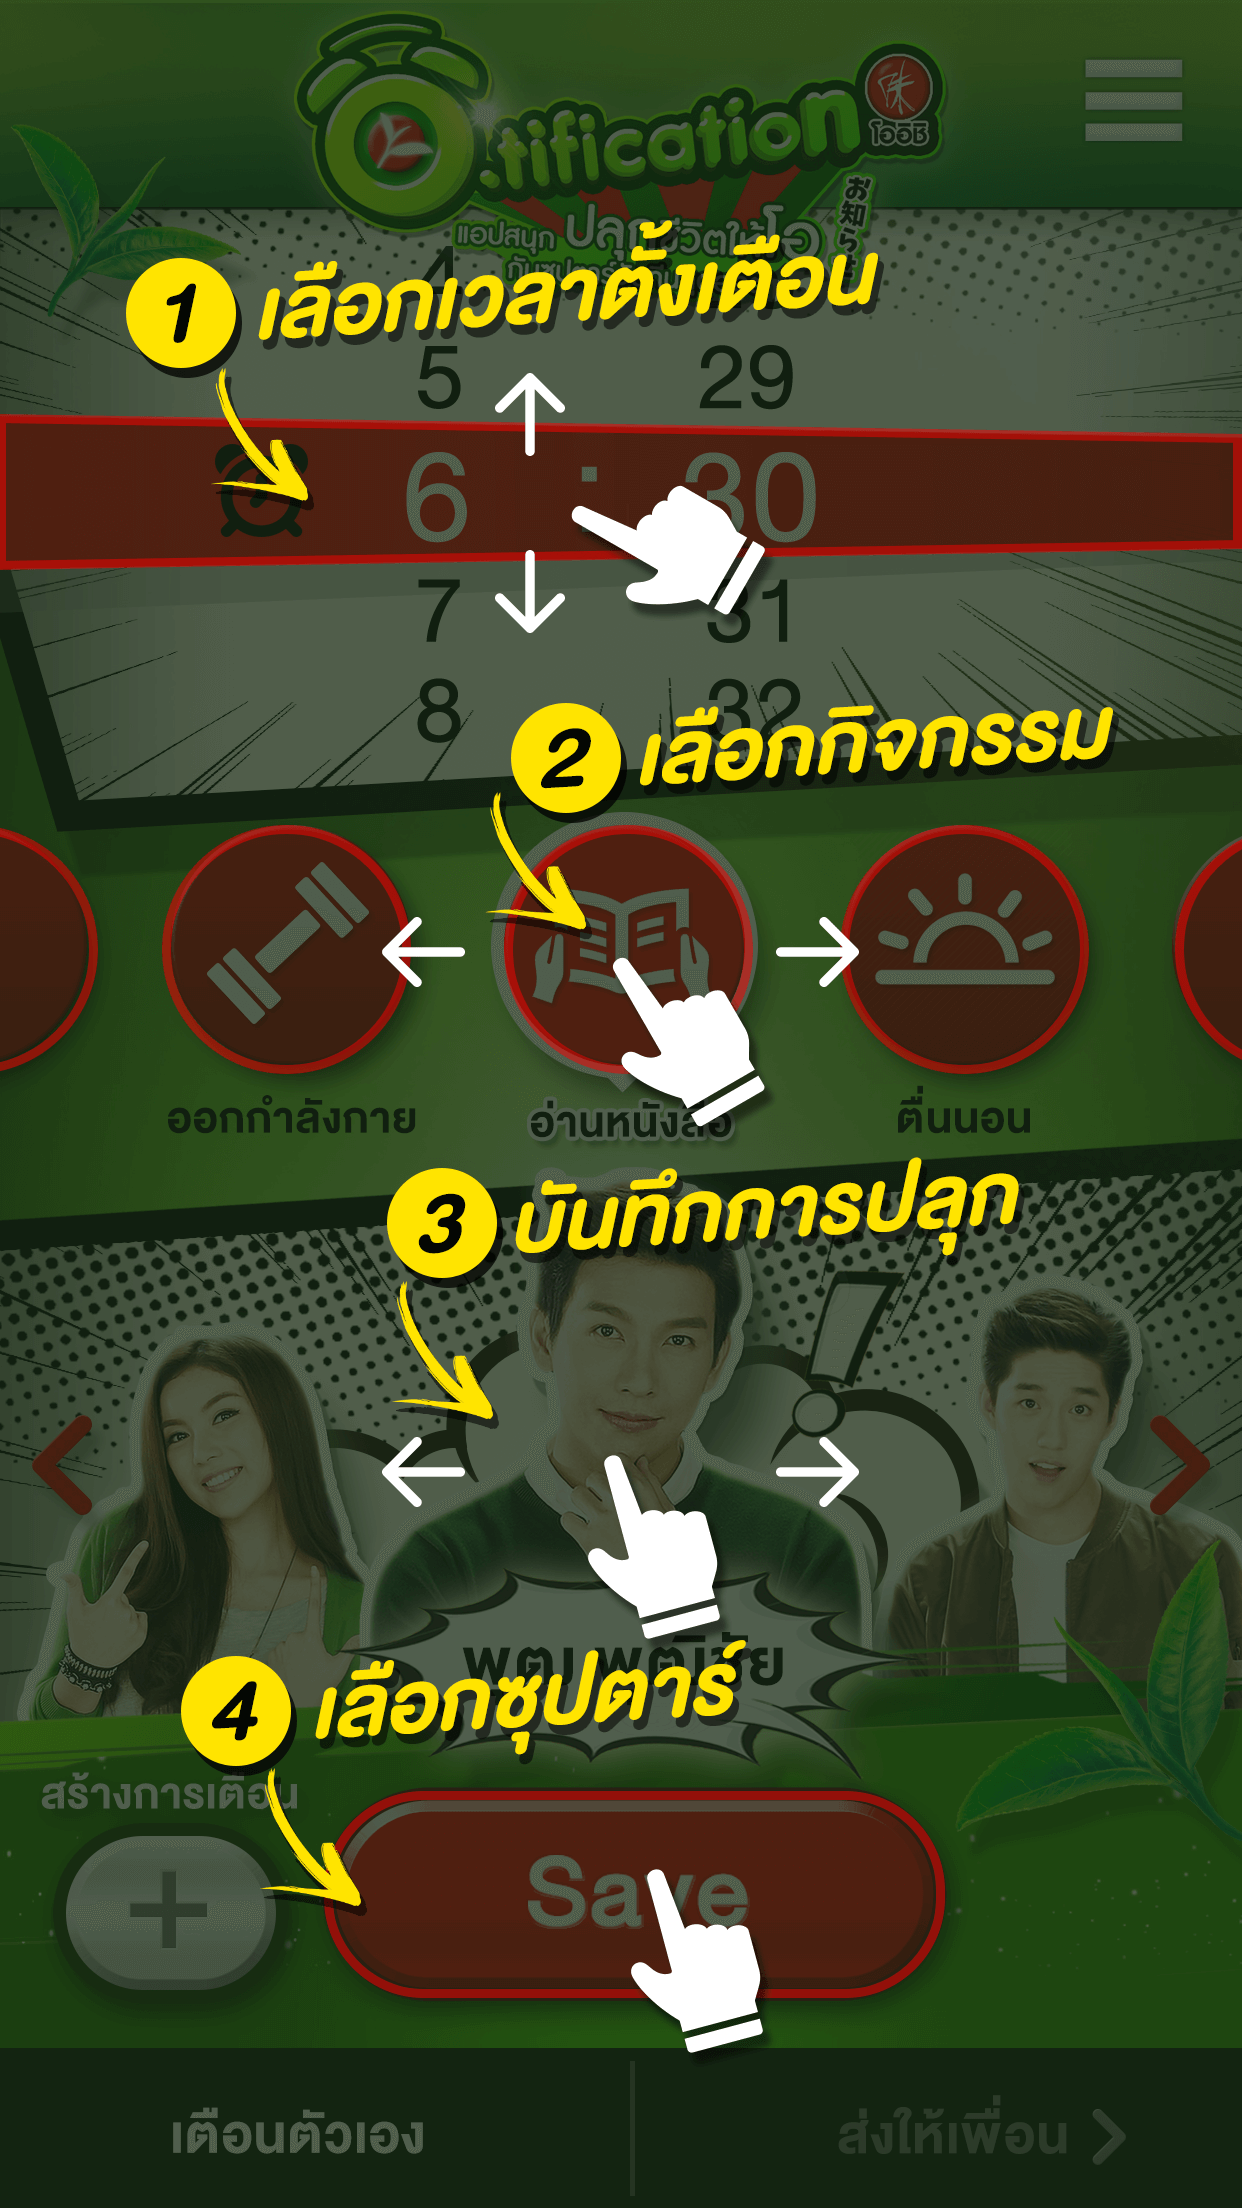 O.tification
โออิชิ
お知ら
แอปสนุก ปลุกชีวิตให้โอ
4
1 เลือกเวลาตั้งเตือน
5 29
6 : 30
7 31
8 32
2 เลือกกิจกรรม
ออกกำลังกาย อ่านหนังสือ ตื่นนอน
3 บันทึกการปลุก
พุฒ พุฒิชัย
4 เลือกซุปตาร์
สร้างการเตือน
+ Save
เตือนตัวเอง ส่งให้เพื่อน